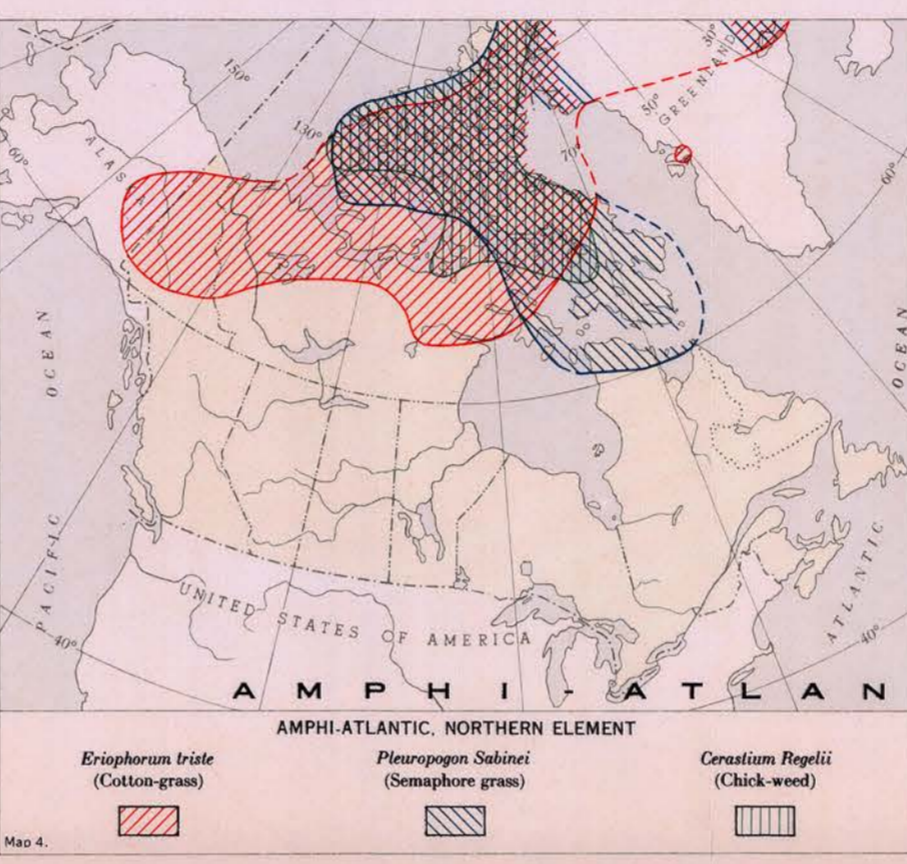 150°
30°
GREENLAND
50°
130°
70°
60°
60°
ALAS A
OCEAN
OCEAN
PACIFIC
ATLANTIC
UNITED STATES OF AMERICA
40°
40°
AMPHI-ATLAN
AMPHI-ATLANTIC, NORTHERN ELEMENT
Eriophorum triste
(Cotton-grass)
Pleuropogon Sabinei
(Semaphore grass)
Cerastium Regelii
(Chick-weed)
Map 4.